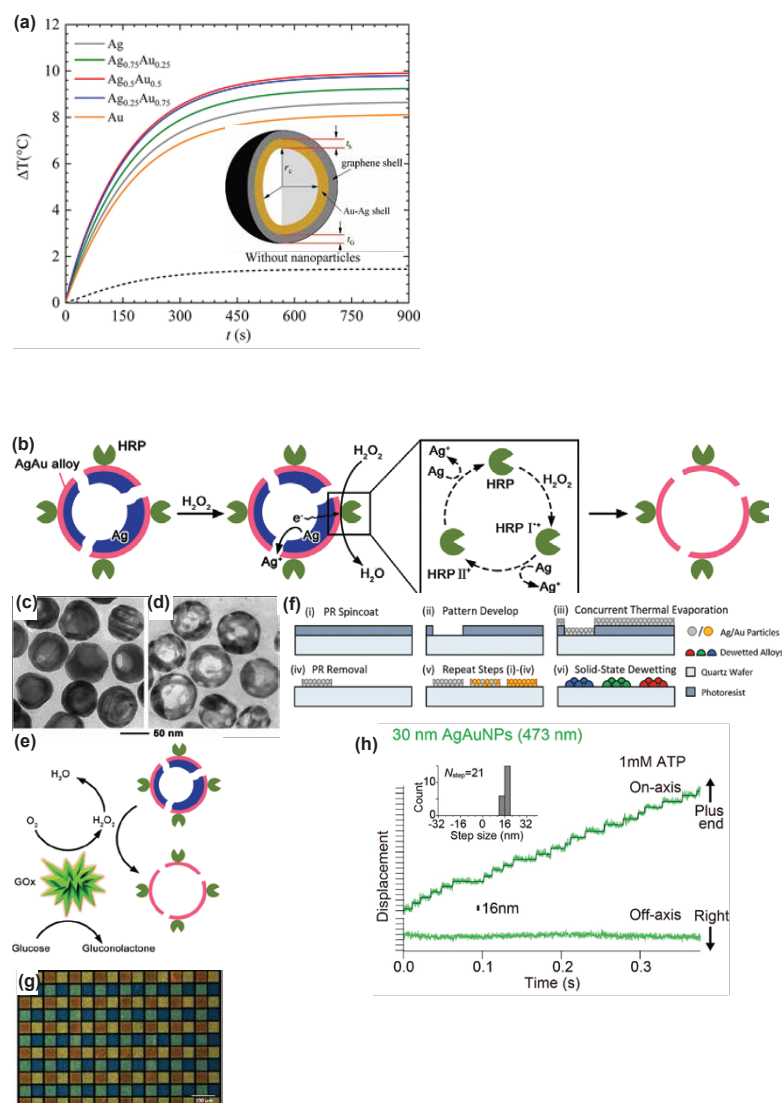 (a)
12
10
8
6
4
2
0
ΔT(°C)
Ag
Ag0.75Au0.25
Ag0.5Au0.5
Ag0.25Au0.75
Au
ts
rc
graphene shell
Au-Ag shell
tG
Without nanoparticles
0 150 300 450 600 750 900
t (s)
(b)
HRP
AgAu alloy
Ag
H2O2
H2O2
e-
Ag
Ag+
H2O
Ag+
Ag
HRP
H2O2
HRP I·+
HRP II+
Ag
Ag+
(c)
(d)
50 nm
(f)
(i) PR Spincoat
(ii) Pattern Develop
(iii) Concurrent Thermal Evaporation
(iv) PR Removal
(v) Repeat Steps (i)-(iv)
(vi) Solid-State Dewetting
Ag/Au Particles
Dewetted Alloys
Quartz Wafer
Photoresist
(e)
H2O
O2
H2O2
GOx
Glucose
Gluconolactone
(h)
30 nm AgAuNPs (473 nm)
1mM ATP
Nstep=21
Count
10
0
-32 -16 0 16 32
Step size (nm)
On-axis
Plus end
Displacement
16nm
Off-axis
Right
0.0 0.1 0.2 0.3
Time (s)
(g)
100 µm